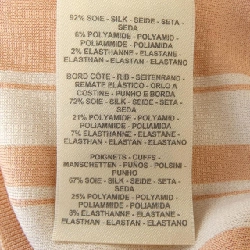 92% SOIE - SILK - SEIDE - SETA -
SEDA
6% POLYAMIDE - POLYAMID -
POLIAMMIDE - POLIAMIDA
2% ELASTHANNE - ELASTANE -
ELASTHAN - ELASTAN - ELASTANO
BORD CÔTE - RIB - SEITENRAND -
REMATE ELÁSTICO - ORLO A
COSTINE - PUNHO E BORDA
72% SOIE - SILK - SEIDE - SETA -
SEDA
21% POLYAMIDE - POLYAMID -
POLIAMMIDE - POLIAMIDA
7% ELASTHANNE - ELASTANE -
ELASTHAN - ELASTAN - ELASTANO
POIGNETS - CUFFS -
MANSCHETTEN - PUÑOS - POLSINI -
PUNHO
67% SOIE - SILK - SEIDE - SETA -
SEDA
25% POLYAMIDE - POLYAMID -
POLIAMMIDE - POLIAMIDA
8% ELASTHANNE - ELASTANE -
ELASTHAN - ELASTAN - ELASTANO